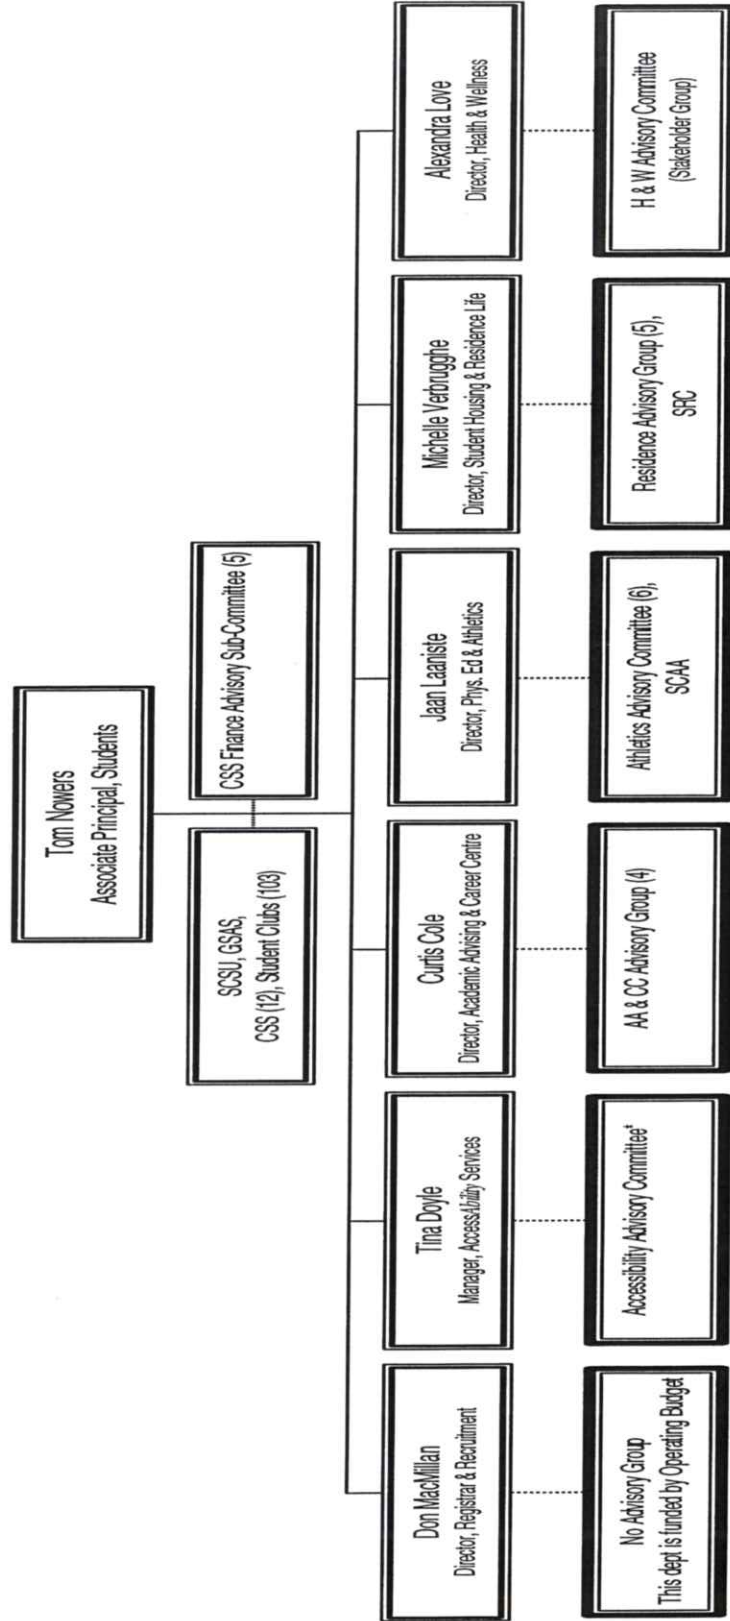 Tom Nowers
Associate Principal, Students
SCSU, GSAS,
CSS (12), Student Clubs (103)
CSS Finance Advisory Sub-Committee (5)
Don MacMillan
Director, Registrar & Recruitment
Tina Doyle
Manager, AccessAbility Services
Curtis Cole
Director, Academic Advising & Career Centre
Jaan Laaniste
Director, Phys. Ed & Athletics
Michelle Verbrugghe
Director, Student Housing & Residence Life
Alexandra Love
Director, Health & Wellness
No Advisory Group
This dept is funded by Operating Budget
Accessibility Advisory Committee*
AA & CC Advisory Group (4)
Athletics Advisory Committee (6),
SCAA
Residence Advisory Group (5),
SRC
H & W Advisory Committee
(Stakeholder Group)